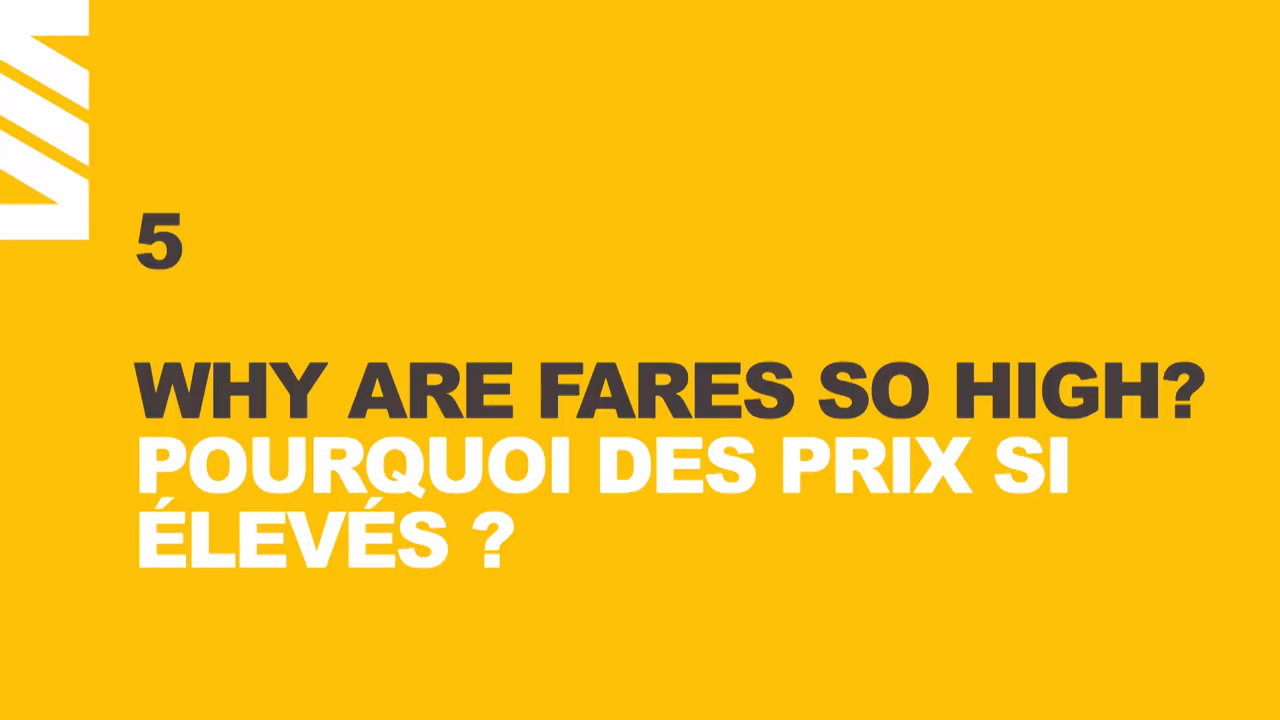 5
WHY ARE FARES SO HIGH?
POURQUOI DES PRIX SI
ÉLEVÉS ?